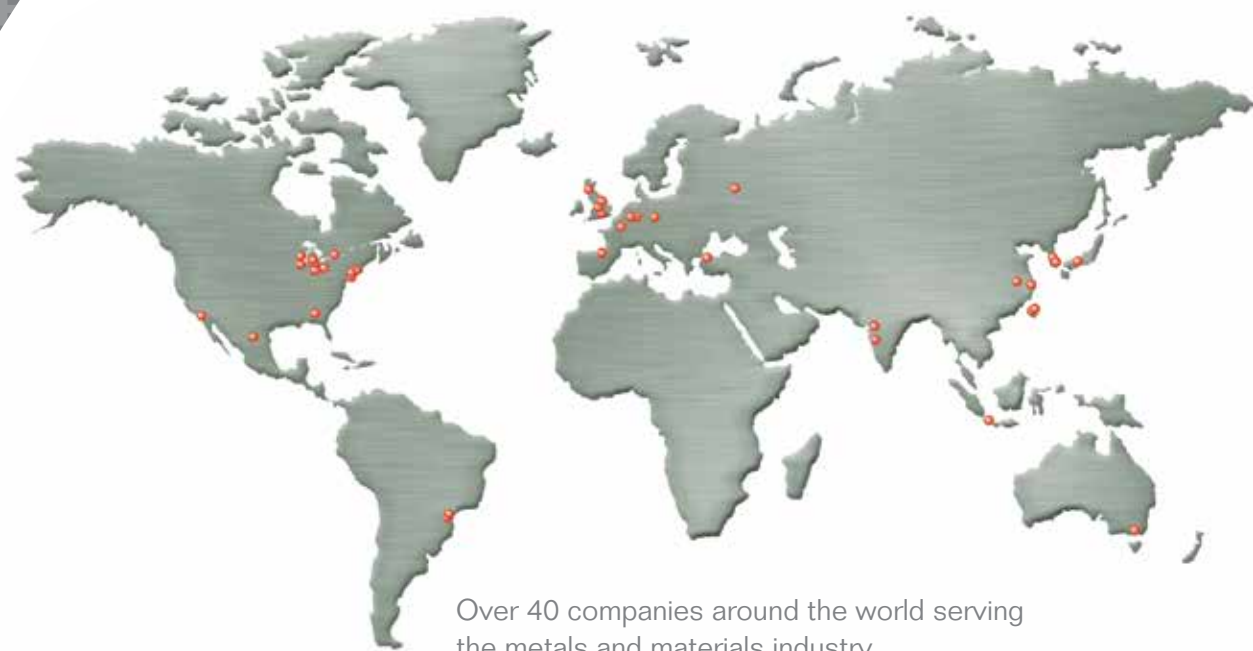 Over 40 companies around the world serving
the metals and materials industry